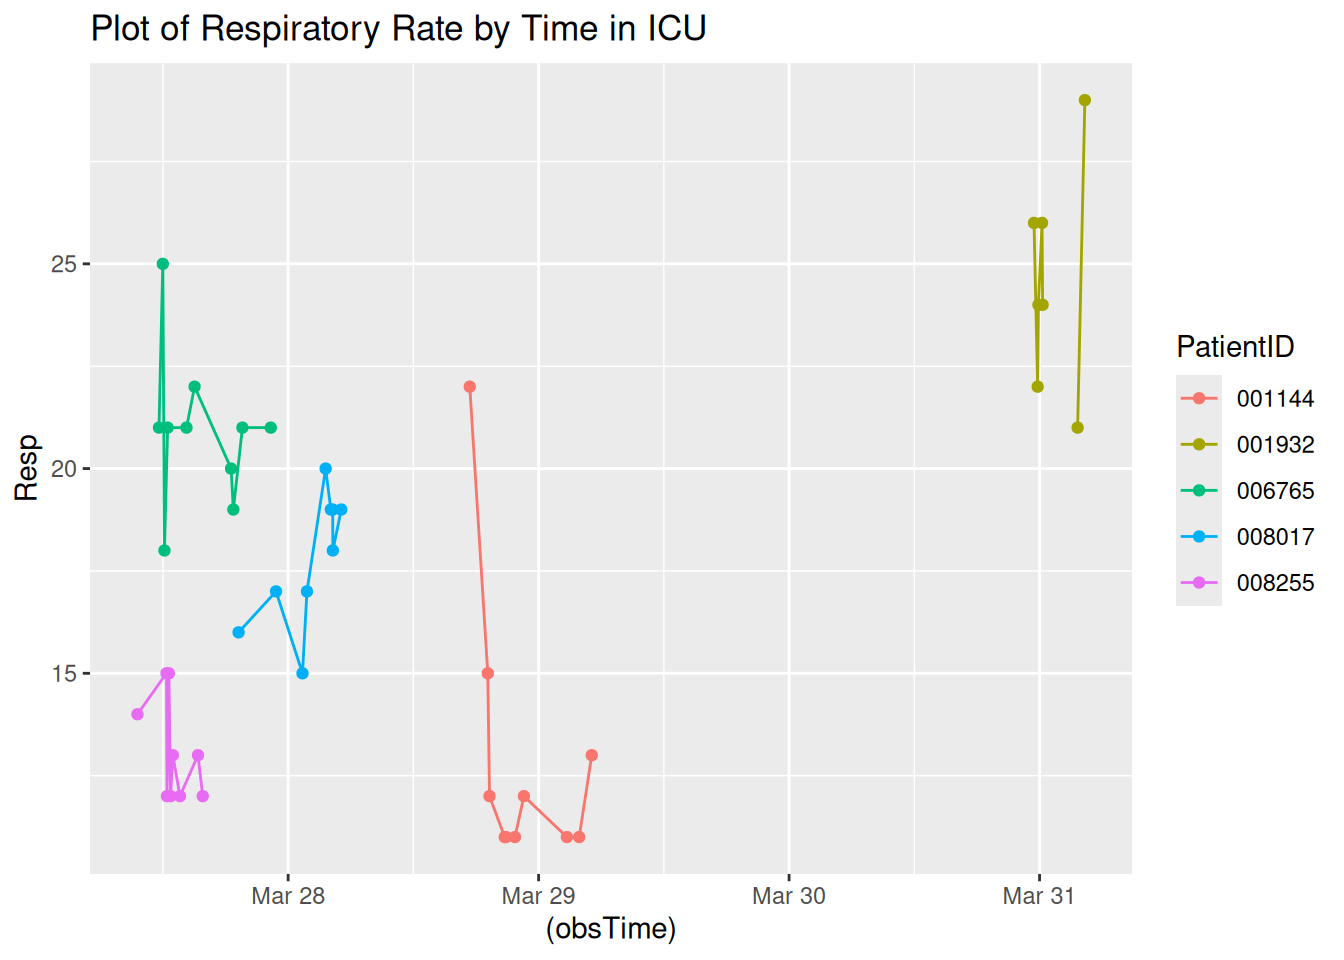 Plot of Respiratory Rate by Time in ICU
25
20
15
Resp
Mar 28
Mar 29
Mar 30
Mar 31
(obsTime)
PatientID
001144
001932
006765
008017
008255